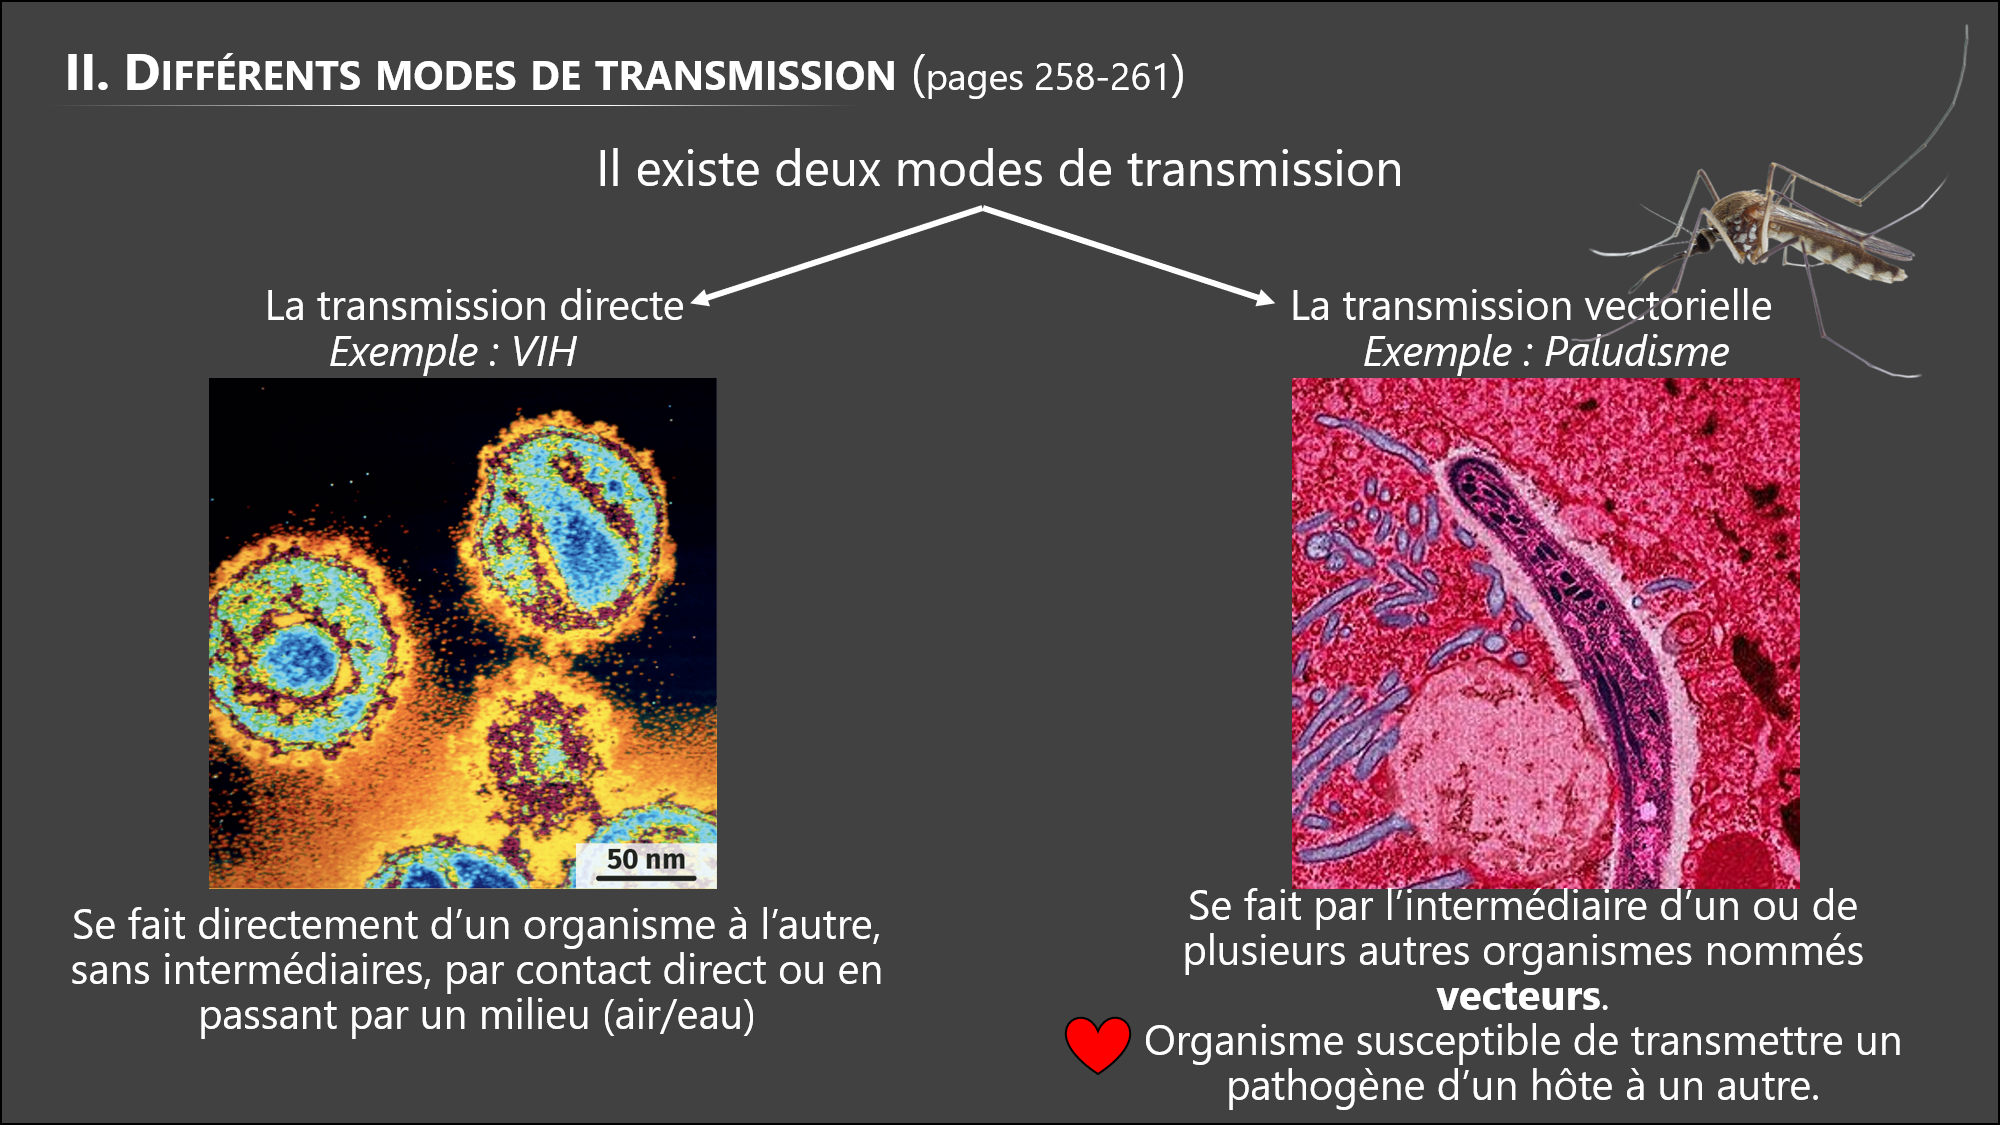 II. DIFFÉRENTS MODES DE TRANSMISSION (pages 258-261)
Il existe deux modes de transmission
La transmission directe
Exemple : VIH
50 nm
Se fait directement d’un organisme à l’autre,
sans intermédiaires, par contact direct ou en
passant par un milieu (air/eau)
La transmission vectorielle
Exemple : Paludisme
Se fait par l’intermédiaire d’un ou de
plusieurs autres organismes nommés
vecteurs.
Organisme susceptible de transmettre un
pathogène d’un hôte à un autre.